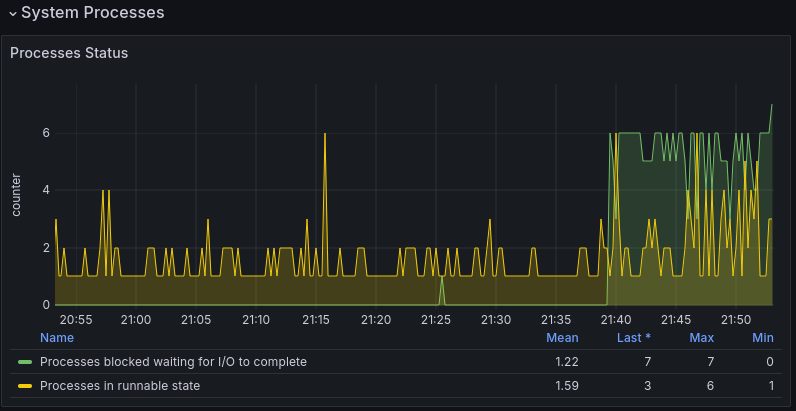 System Processes
Processes Status
6
4
2
0
counter
20:55 21:00 21:05 21:10 21:15 21:20 21:25 21:30 21:35 21:40 21:45 21:50
Name Mean Last * Max Min
Processes blocked waiting for I/O to complete 1.22 7 7 0
Processes in runnable state 1.59 3 6 1